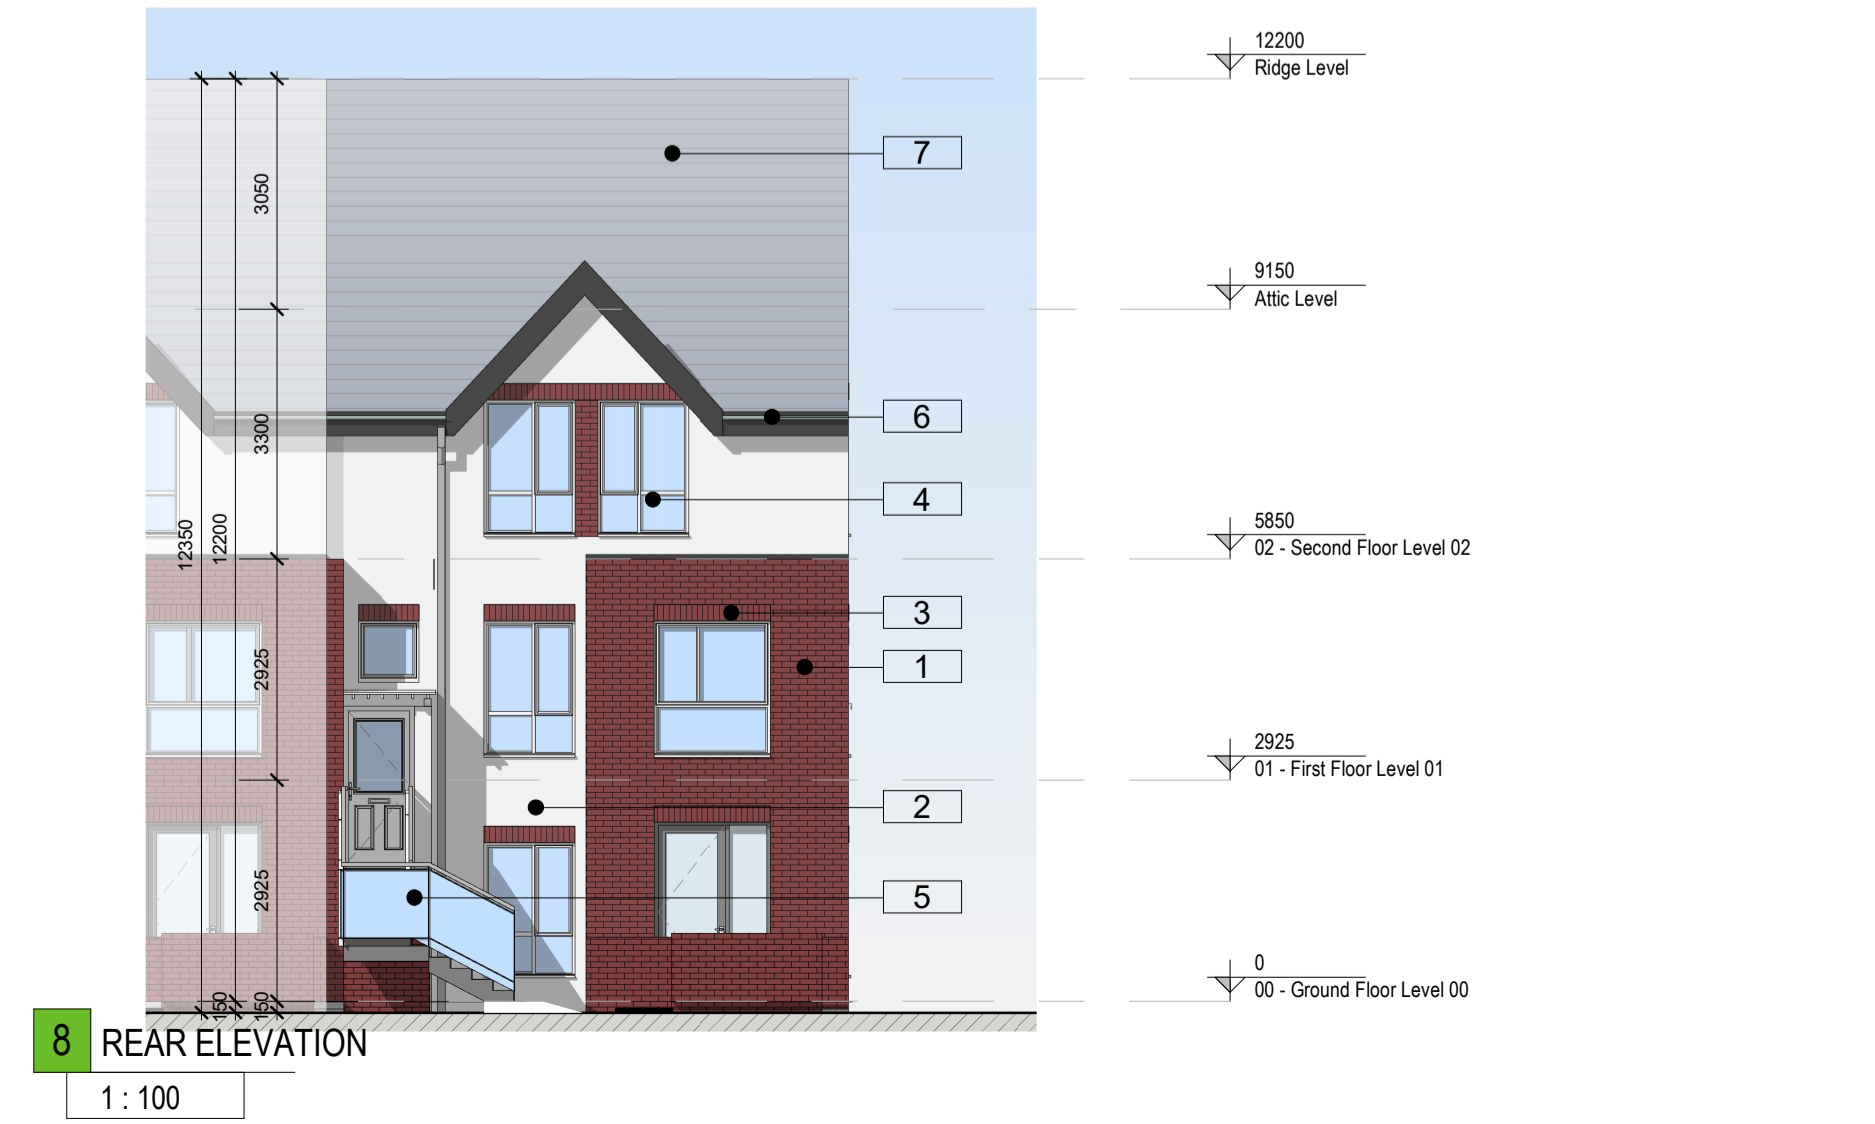 12200
Ridge Level
7
3050
9150
Attic Level
6
3300
4
12350
12200
5850
02 - Second Floor Level 02
3
1
2925
2925
01 - First Floor Level 01
2
2925
5
0
00 - Ground Floor Level 00
150
150
8 REAR ELEVATION
1 : 100